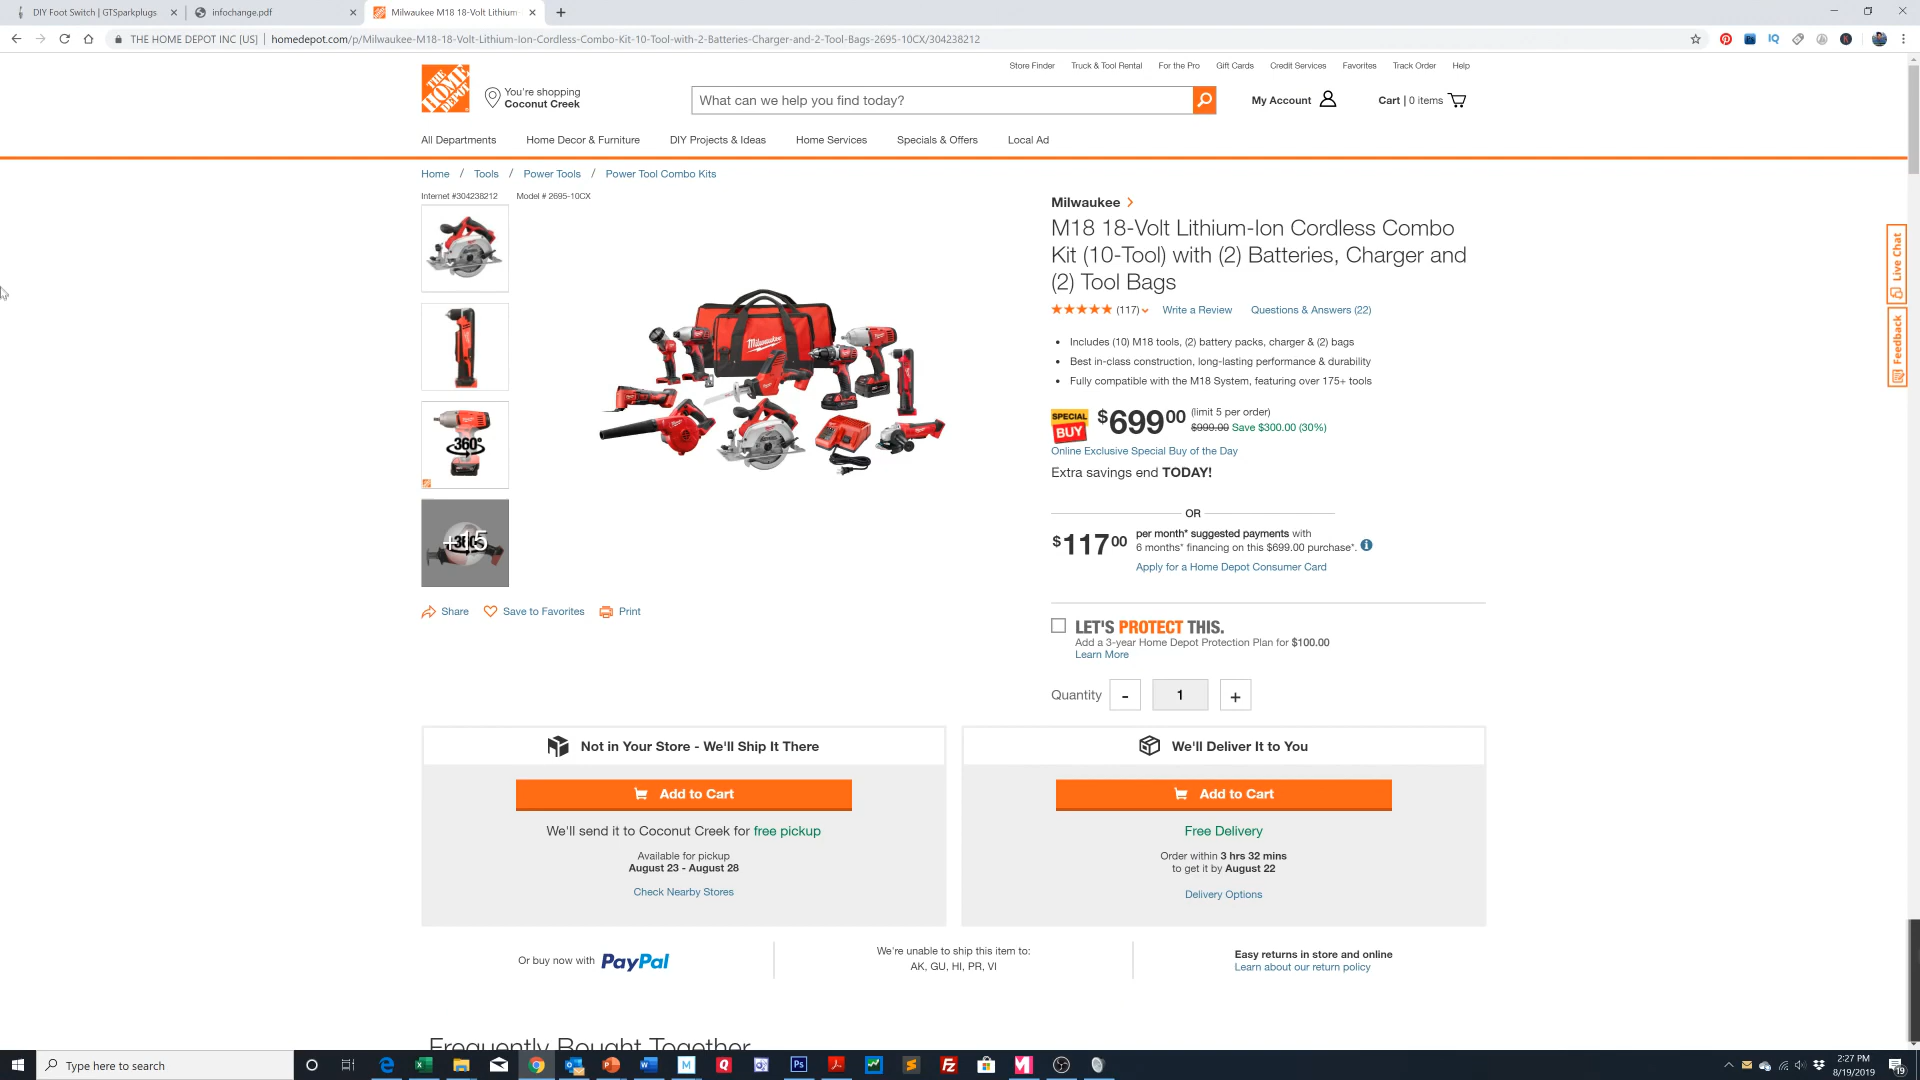 DIY Foot Switch | GTSparkplugs
infochange.pdf
Milwaukee M18 18-Volt Lithium
THE HOME DEPOT INC [US] | homedepot.com/p/Milwaukee-M18-18-Volt-Lithium-Ion-Cordless-Combo-Kit-10-Tool-with-2-Batteries-Charger-and-2-Tool-Bags-2695-10CX/304238212
Store Finder Truck & Tool Rental For the Pro Gift Cards Credit Services Favorites Track Order Help
THE HOME DEPOT
You're shopping
Coconut Creek
What can we help you find today?
My Account
Cart | 0 items
All Departments Home Decor & Furniture DIY Projects & Ideas Home Services Specials & Offers Local Ad
Home / Tools / Power Tools / Power Tool Combo Kits
Internet #304238212 Model # 2695-10CX
360°
+15
Milwaukee
Share Save to Favorites Print
Milwaukee >
M18 18-Volt Lithium-Ion Cordless Combo
Kit (10-Tool) with (2) Batteries, Charger and
(2) Tool Bags
(117) Write a Review Questions & Answers (22)
• Includes (10) M18 tools, (2) battery packs, charger & (2) bags
• Best in-class construction, long-lasting performance & durability
• Fully compatible with the M18 System, featuring over 175+ tools
SPECIAL
BUY
$69900
(limit 5 per order)
$999.00 Save $300.00 (30%)
Online Exclusive Special Buy of the Day
Extra savings end TODAY!
OR
$11700
per month* suggested payments with
6 months* financing on this $699.00 purchase*.
Apply for a Home Depot Consumer Card
LET'S PROTECT THIS.
Add a 3-year Home Depot Protection Plan for $100.00
Learn More
Quantity - 1 +
Not in Your Store - We'll Ship It There
Add to Cart
We'll send it to Coconut Creek for free pickup
Available for pickup
August 23 - August 28
Check Nearby Stores
We'll Deliver It to You
Add to Cart
Free Delivery
Order within 3 hrs 32 mins
to get it by August 22
Delivery Options
Or buy now with PayPal
We're unable to ship this item to:
AK, GU, HI, PR, VI
Easy returns in store and online
Learn about our return policy
Live Chat
Feedback
Frequently Bought Together
Type here to search
2:27 PM
8/19/2019
19